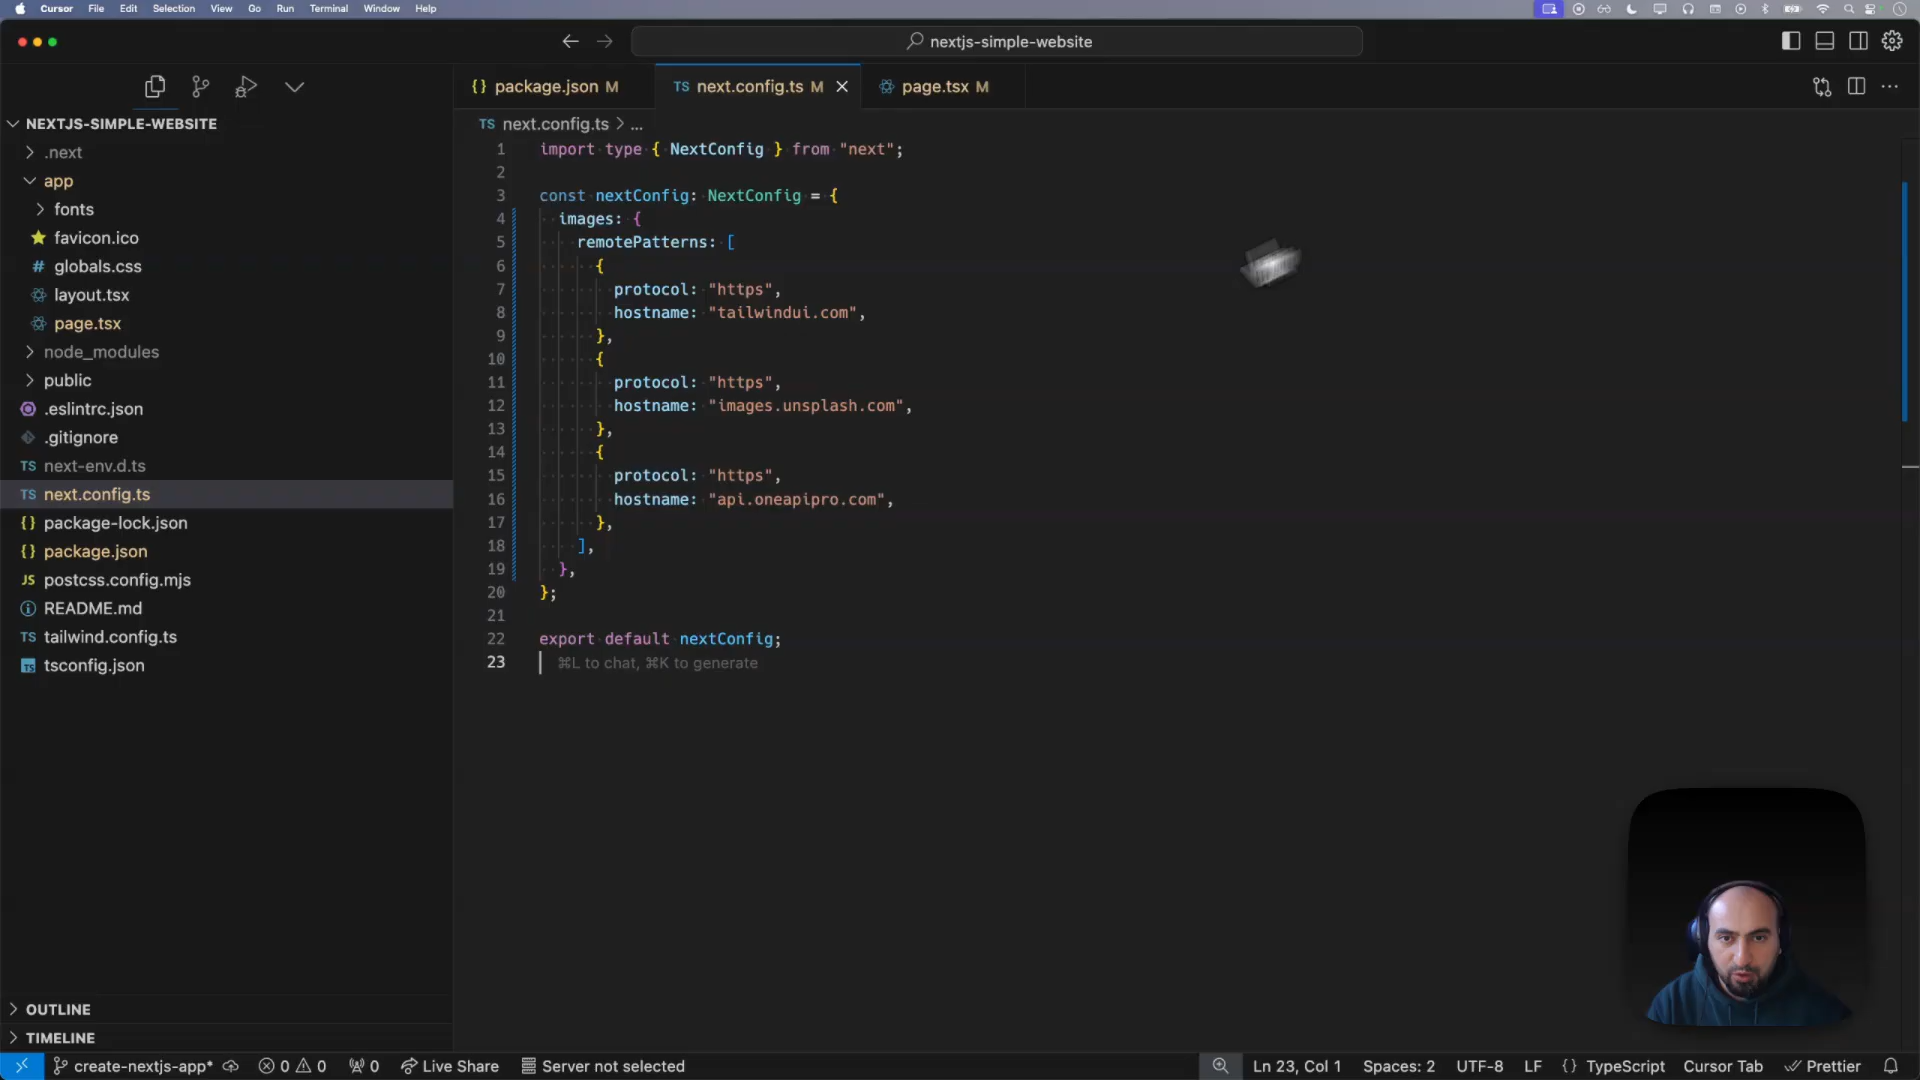 Cursor File Edit Selection View Go Run Terminal Window Help
nextjs-simple-website
{} package.json M
TS next.config.ts M
page.tsx M
NEXTJS-SIMPLE-WEBSITE
.next
app
fonts
favicon.ico
# globals.css
layout.tsx
page.tsx
node_modules
public
.eslintrc.json
.gitignore
TS next-env.d.ts
TS next.config.ts
{} package-lock.json
{} package.json
JS postcss.config.mjs
README.md
TS tailwind.config.ts
TS tsconfig.json
OUTLINE
TIMELINE
TS next.config.ts > ...
1 import type { NextConfig } from "next";
2
3 const nextConfig: NextConfig = {
4 images: {
5 remotePatterns: [
6 {
7 protocol: "https",
8 hostname: "tailwindui.com",
9 },
10 {
11 protocol: "https",
12 hostname: "images.unsplash.com",
13 },
14 {
15 protocol: "https",
16 hostname: "api.oneapipro.com",
17 },
18 ],
19 },
20 };
21
22 export default nextConfig;
23 ⌘L to chat, ⌘K to generate
create-nextjs-app* 0 0 0 Live Share Server not selected
Ln 23, Col 1 Spaces: 2 UTF-8 LF {} TypeScript Cursor Tab Prettier